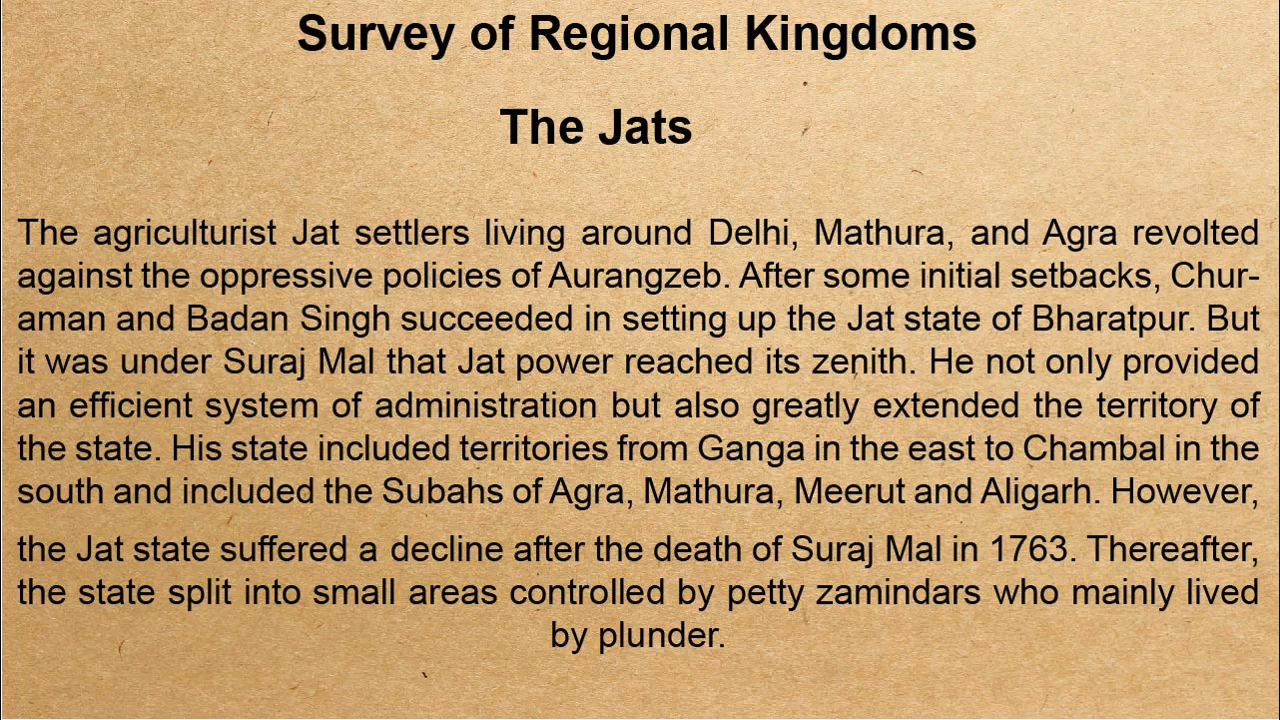 Survey of Regional Kingdoms
The Jats
The agriculturist Jat settlers living around Delhi, Mathura, and Agra revolted
against the oppressive policies of Aurangzeb. After some initial setbacks, Chur-
aman and Badan Singh succeeded in setting up the Jat state of Bharatpur. But
it was under Suraj Mal that Jat power reached its zenith. He not only provided
an efficient system of administration but also greatly extended the territory of
the state. His state included territories from Ganga in the east to Chambal in the
south and included the Subahs of Agra, Mathura, Meerut and Aligarh. However,
the Jat state suffered a decline after the death of Suraj Mal in 1763. Thereafter,
the state split into small areas controlled by petty zamindars who mainly lived
by plunder.